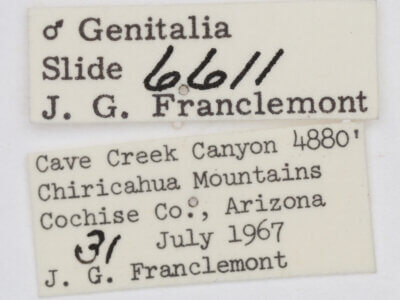 ♂ Genitalia
Slide 6611
J. G. Franclemont
Cave Creek Canyon 4880'
Chiricahua Mountains
Cochise Co., Arizona
31 July 1967
J. G. Franclemont